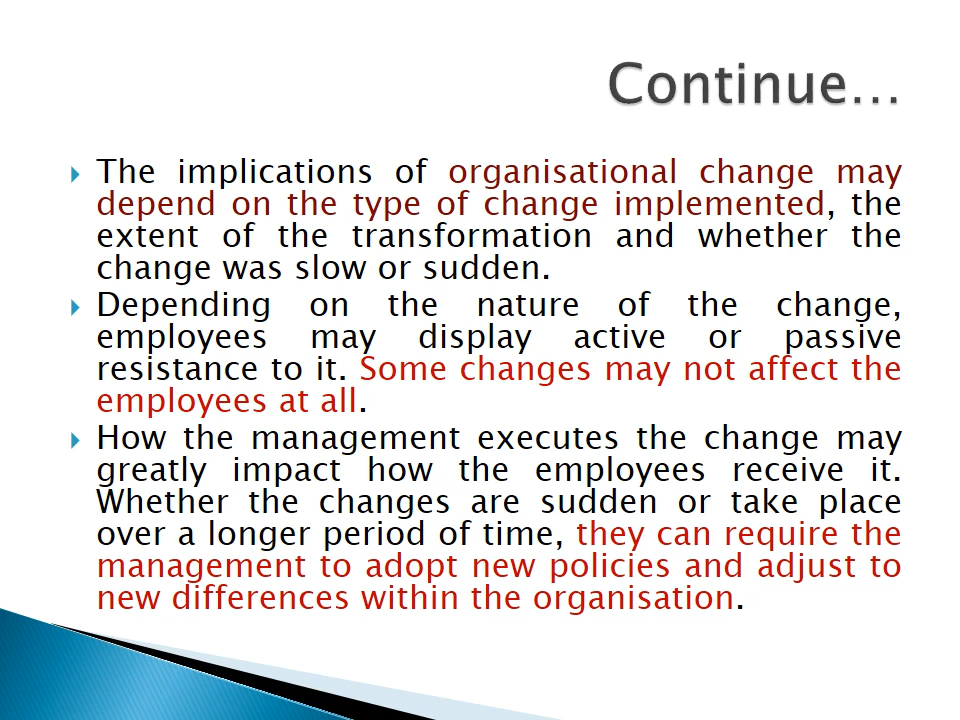 Continue...
The implications of organisational change may
depend on the type of change implemented, the
extent of the transformation and whether the
change was slow or sudden.
Depending on the nature of the change,
employees may display active or passive
resistance to it. Some changes may not affect the
employees at all.
How the management executes the change may
greatly impact how the employees receive it.
Whether the changes are sudden or take place
over a longer period of time, they can require the
management to adopt new policies and adjust to
new differences within the organisation.